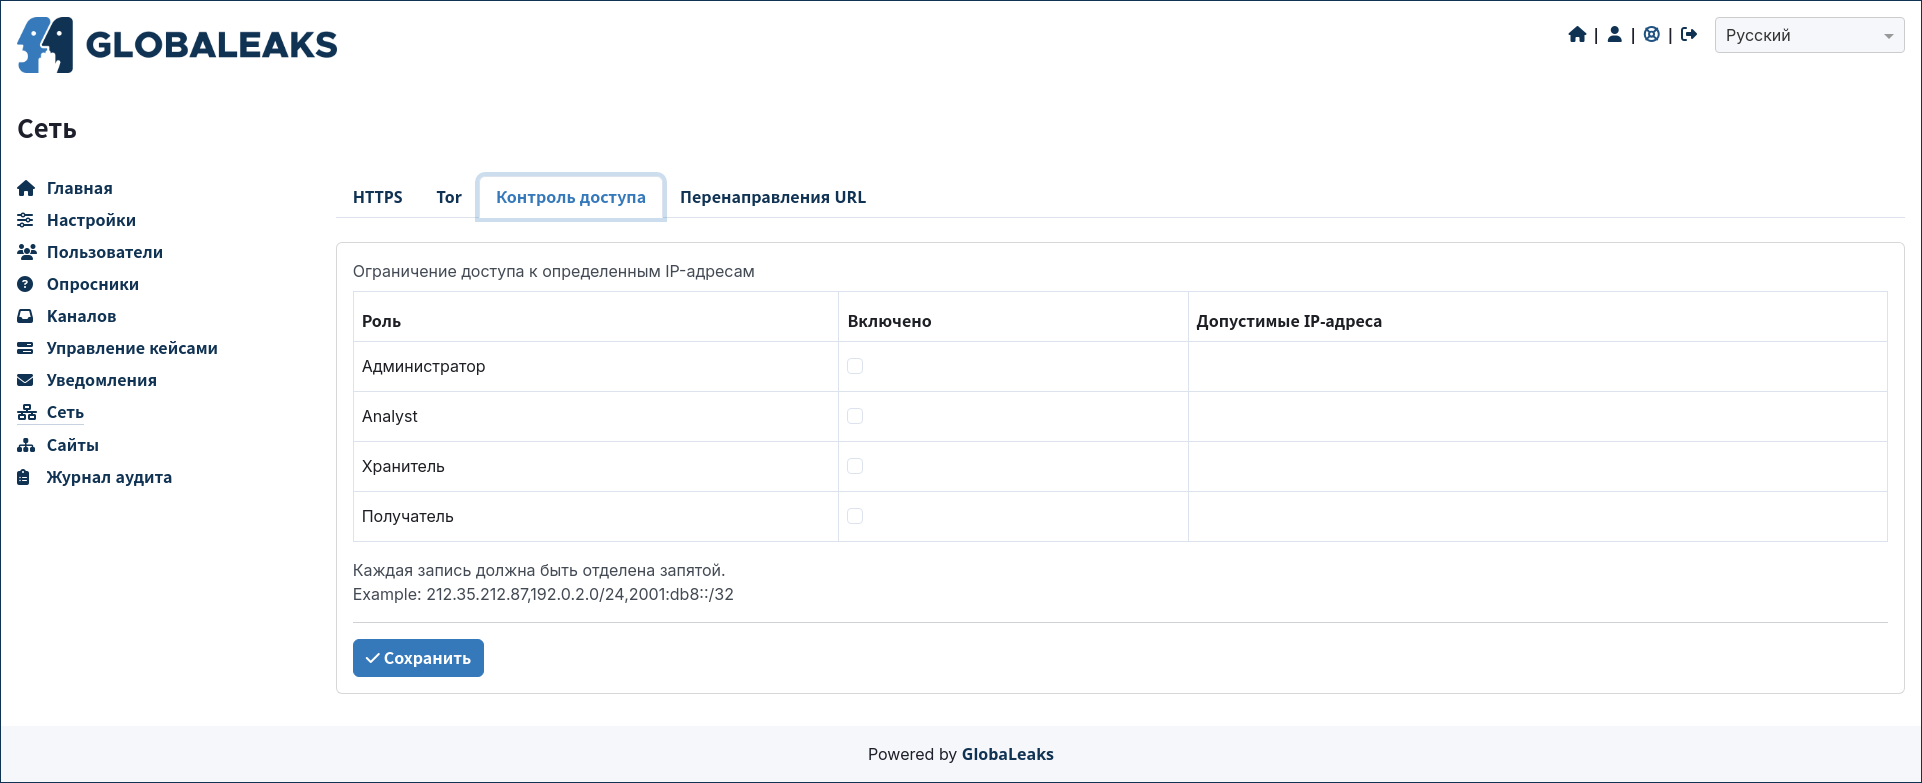 GLOBALEAKS
| | | Русский
Сеть
Главная
Настройки
Пользователи
Опросники
Каналов
Управление кейсами
Уведомления
Сеть
Сайты
Журнал аудита
HTTPS Tor Контроль доступа Перенаправления URL
Ограничение доступа к определенным IP-адресам
Роль Включено Допустимые IP-адреса
Администратор
Analyst
Хранитель
Получатель
Каждая запись должна быть отделена запятой.
Example: 212.35.212.87,192.0.2.0/24,2001:db8::/32
Сохранить
Powered by GlobaLeaks